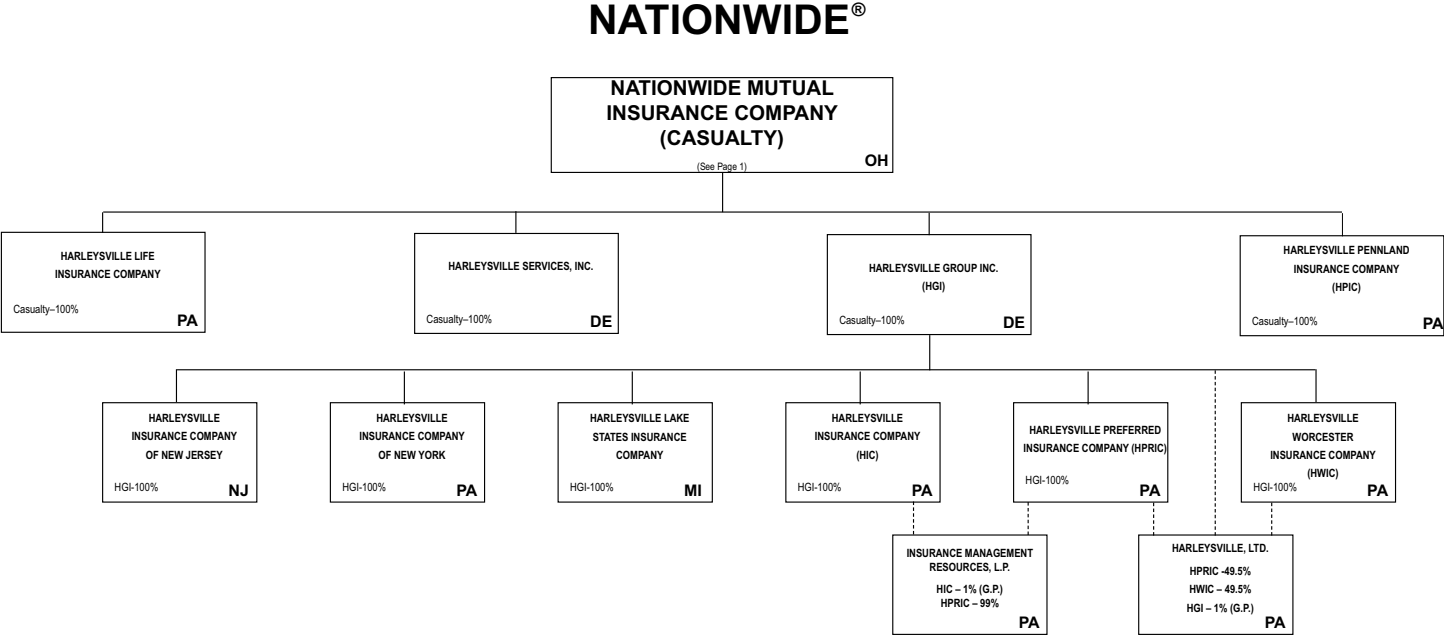 NATIONWIDE®
NATIONWIDE MUTUAL
INSURANCE COMPANY
(CASUALTY)
(See Page 1)
OH
HARLEYSVILLE LIFE
INSURANCE COMPANY
Casualty–100%
PA
HARLEYSVILLE SERVICES, INC.
Casualty–100%
DE
HARLEYSVILLE GROUP INC.
(HGI)
Casualty–100%
DE
HARLEYSVILLE PENNLAND
INSURANCE COMPANY
(HPIC)
Casualty–100%
PA
HARLEYSVILLE
INSURANCE COMPANY
OF NEW JERSEY
HGI-100%
NJ
HARLEYSVILLE
INSURANCE COMPANY
OF NEW YORK
HGI-100%
PA
HARLEYSVILLE LAKE
STATES INSURANCE
COMPANY
HGI-100%
MI
HARLEYSVILLE
INSURANCE COMPANY
(HIC)
HGI-100%
PA
HARLEYSVILLE PREFERRED
INSURANCE COMPANY (HPRIC)
HGI-100%
PA
HARLEYSVILLE
WORCESTER
INSURANCE COMPANY
(HWIC)
HGI-100%
PA
INSURANCE MANAGEMENT
RESOURCES, L.P.
HIC – 1% (G.P.)
HPRIC – 99%
PA
HARLEYSVILLE, LTD.
HPRIC -49.5%
HWIC – 49.5%
HGI – 1% (G.P.)
PA